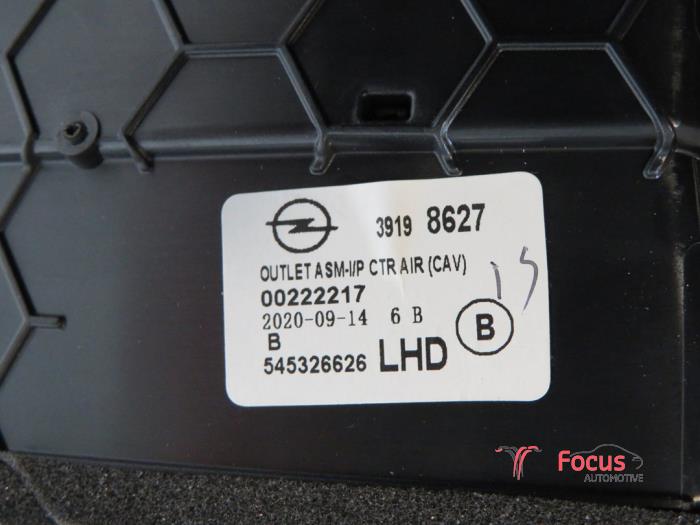 3919 8627
OUTLET ASM-I/P CTR AIR (CAV)
00222217
2020-09-14 6 B
B
545326626 LHD
B
15
Focus
AUTOMOTIVE